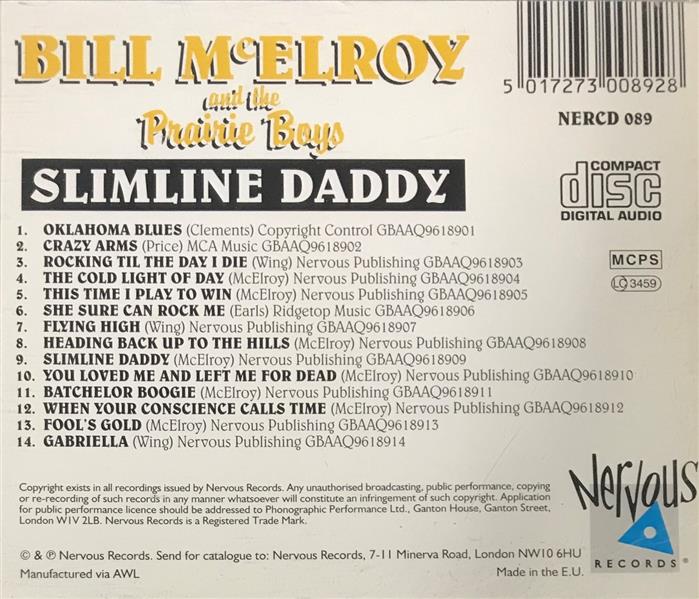 BILL McELROY
and the
Prairie Boys
SLIMLINE DADDY
5 017273 008928
NERCD 089
COMPACT
disc
DIGITAL AUDIO
MCPS
LC 3459
1. OKLAHOMA BLUES (Clements) Copyright Control GBAAQ9618901
2. CRAZY ARMS (Price) MCA Music GBAAQ9618902
3. ROCKING TIL THE DAY I DIE (Wing) Nervous Publishing GBAAQ9618903
4. THE COLD LIGHT OF DAY (McElroy) Nervous Publishing GBAAQ9618904
5. THIS TIME I PLAY TO WIN (McElroy) Nervous Publishing GBAAQ9618905
6. SHE SURE CAN ROCK ME (Earls) Ridgetop Music GBAAQ9618906
7. FLYING HIGH (Wing) Nervous Publishing GBAAQ9618907
8. HEADING BACK UP TO THE HILLS (McElroy) Nervous Publishing GBAAQ9618908
9. SLIMLINE DADDY (McElroy) Nervous Publishing GBAAQ9618909
10. YOU LOVED ME AND LEFT ME FOR DEAD (McElroy) Nervous Publishing GBAAQ9618910
11. BATCHELOR BOOGIE (McElroy) Nervous Publishing GBAAQ9618911
12. WHEN YOUR CONSCIENCE CALLS TIME (McElroy) Nervous Publishing GBAAQ9618912
13. FOOL'S GOLD (McElroy) Nervous Publishing GBAAQ9618913
14. GABRIELLA (Wing) Nervous Publishing GBAAQ9618914
Copyright exists in all recordings issued by Nervous Records. Any unauthorised broadcasting, public performance, copying
or re-recording of such records in any manner whatsoever will constitute an infringement of such copyright. Application
for public performance licence should be addressed to Phonographic Performance Ltd., Ganton House, Ganton Street,
London W1V 2LB. Nervous Records is a Registered Trade Mark.
© & ℗ Nervous Records. Send for catalogue to: Nervous Records, 7-11 Minerva Road, London NW10 6HU
Manufactured via AWL
Made in the E.U.
Nervous
RECORDS ®